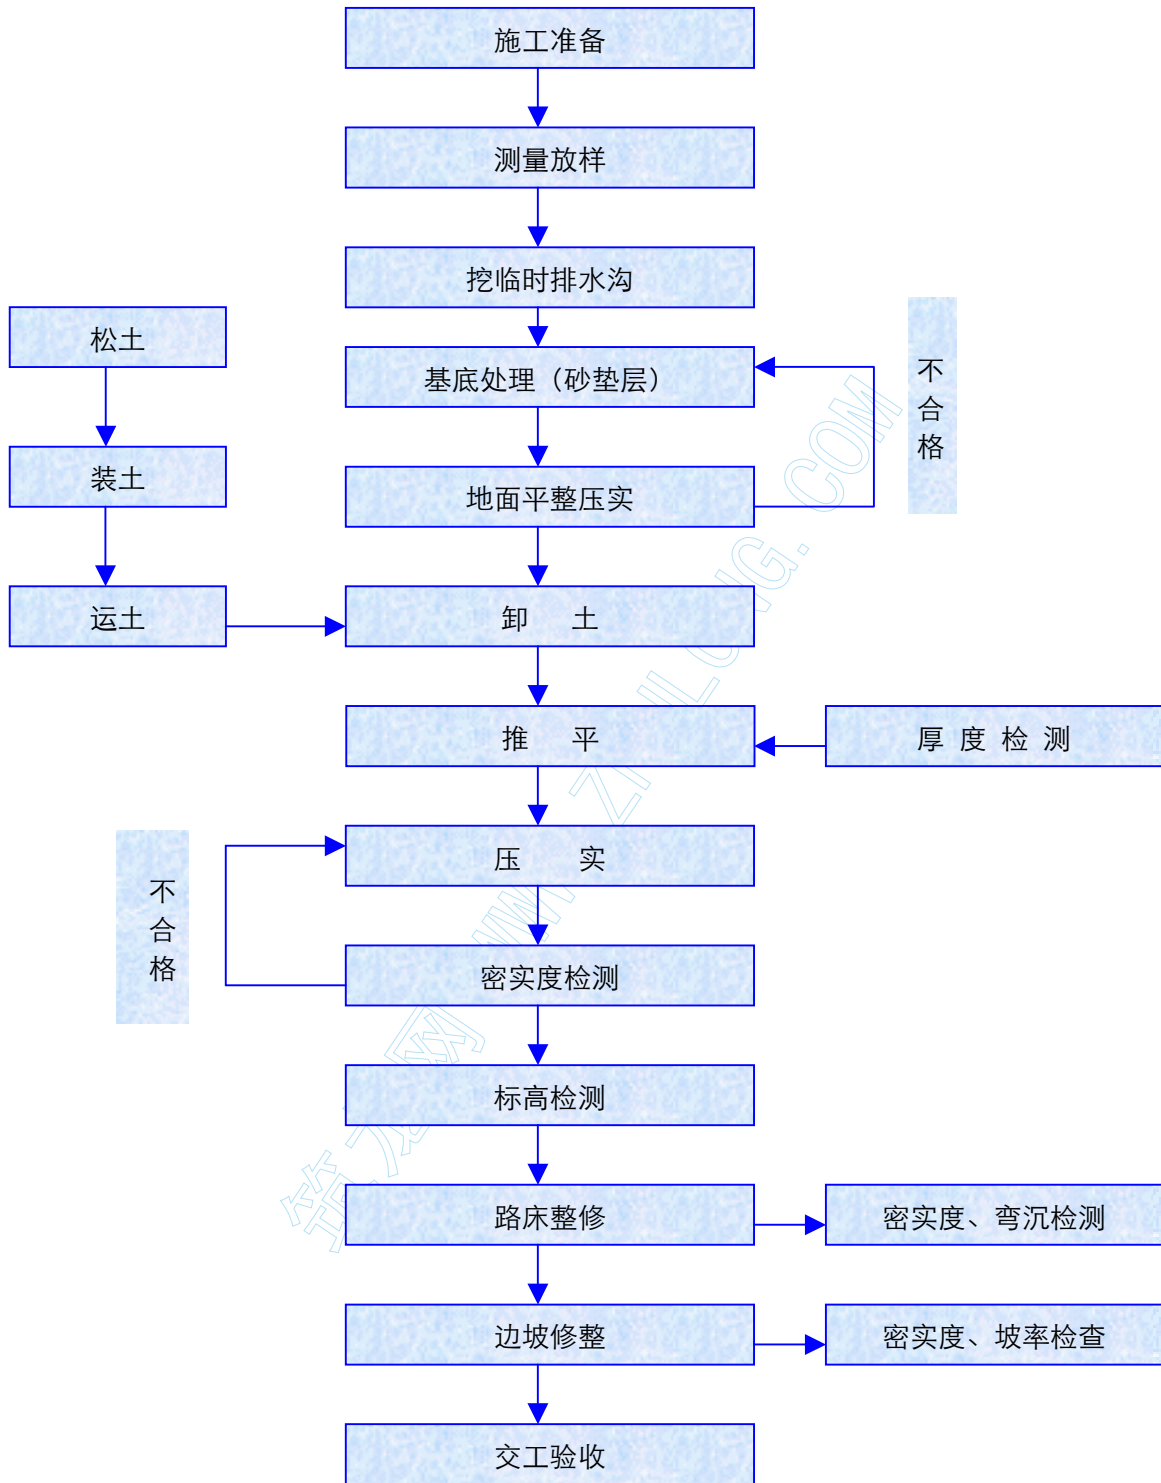 施工准备
测量放样
挖临时排水沟
松土
基底处理（砂垫层）
不
合
格
装土
地面平整压实
运土
卸 土
推 平
厚 度 检 测
压 实
不
合
格
密实度检测
标高检测
路床整修
密实度、弯沉检测
边坡修整
密实度、坡率检查
交工验收